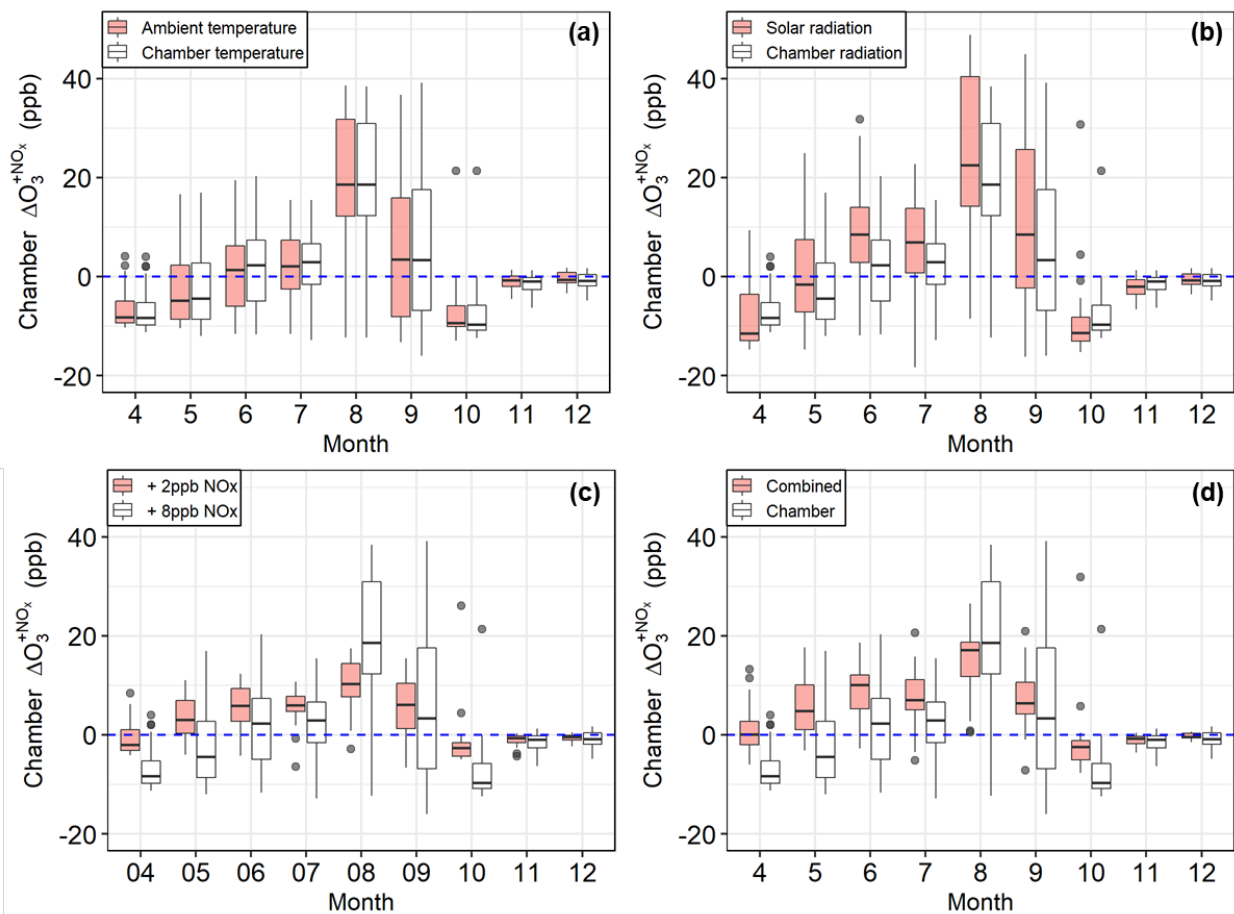 Ambient temperature
Chamber temperature
(a)
Chamber ΔO₃⁺ᴺᴼₓ (ppb)
40
20
0
-20
4 5 6 7 8 9 10 11 12
Month
Solar radiation
Chamber radiation
(b)
Chamber ΔO₃⁺ᴺᴼₓ (ppb)
40
20
0
-20
4 5 6 7 8 9 10 11 12
Month
+ 2ppb NOx
+ 8ppb NOx
(c)
Chamber ΔO₃⁺ᴺᴼₓ (ppb)
40
20
0
-20
04 05 06 07 08 09 10 11 12
Month
Combined
Chamber
(d)
Chamber ΔO₃⁺ᴺᴼₓ (ppb)
40
20
0
-20
4 5 6 7 8 9 10 11 12
Month